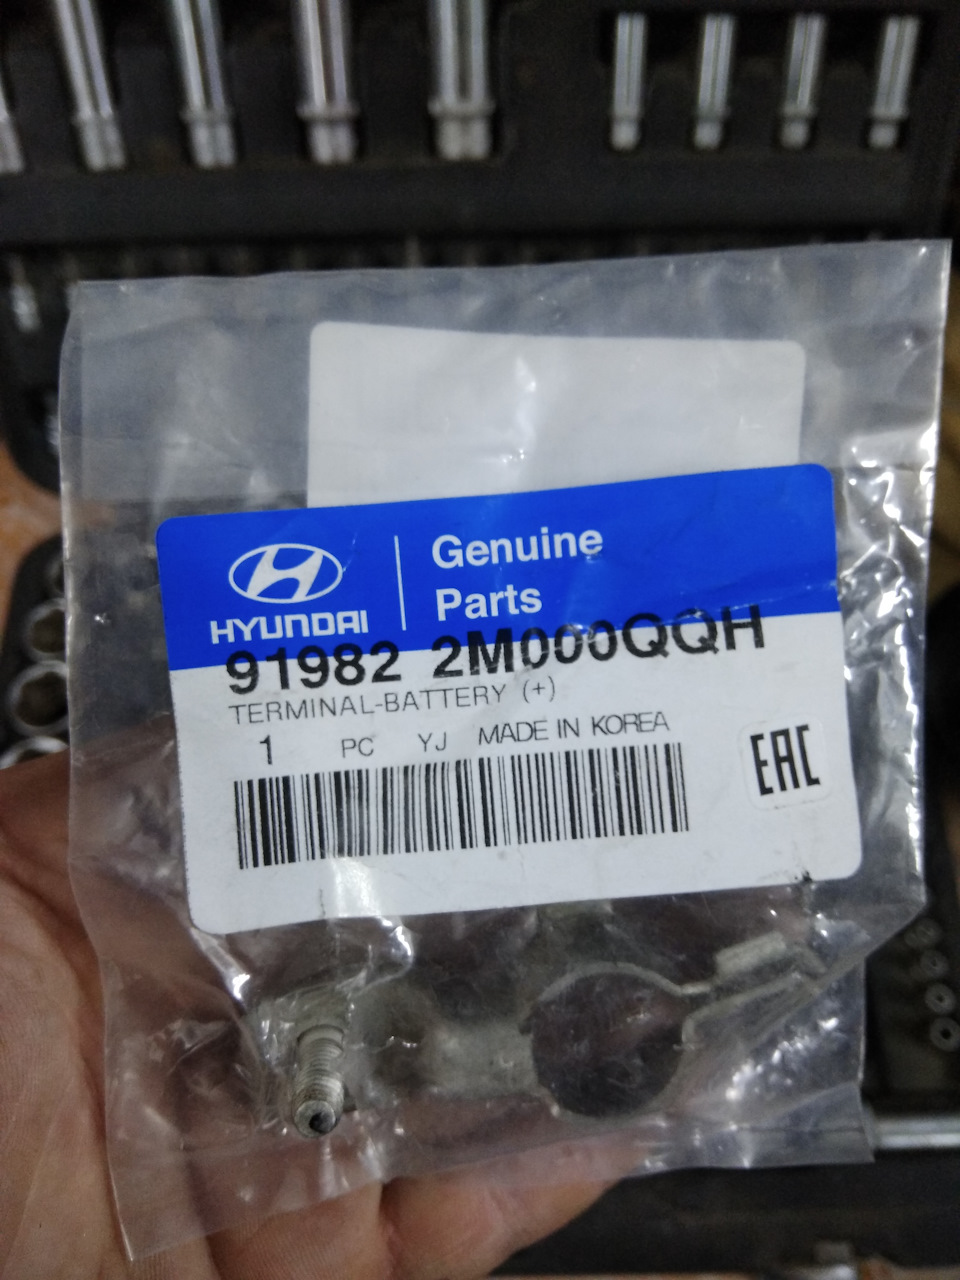 Genuine
Parts
HYUNDAI
91982 2M000QQH
TERMINAL-BATTERY (+)
1 PC YJ MADE IN KOREA
EAC